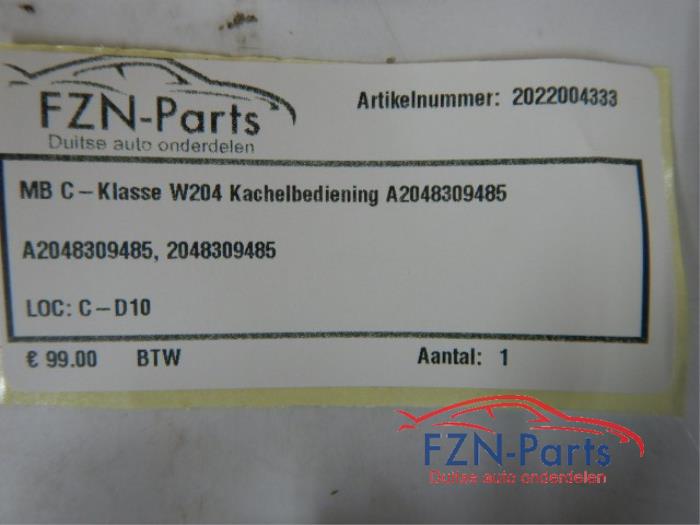 FZN-Parts
Duitse auto onderdelen
Artikelnummer: 2022004333
MB C-Klasse W204 Kachelbediening A2048309485
A2048309485, 2048309485
LOC: C-D10
€ 99.00 BTW Aantal: 1
FZN-Parts
Duitse auto onderdelen